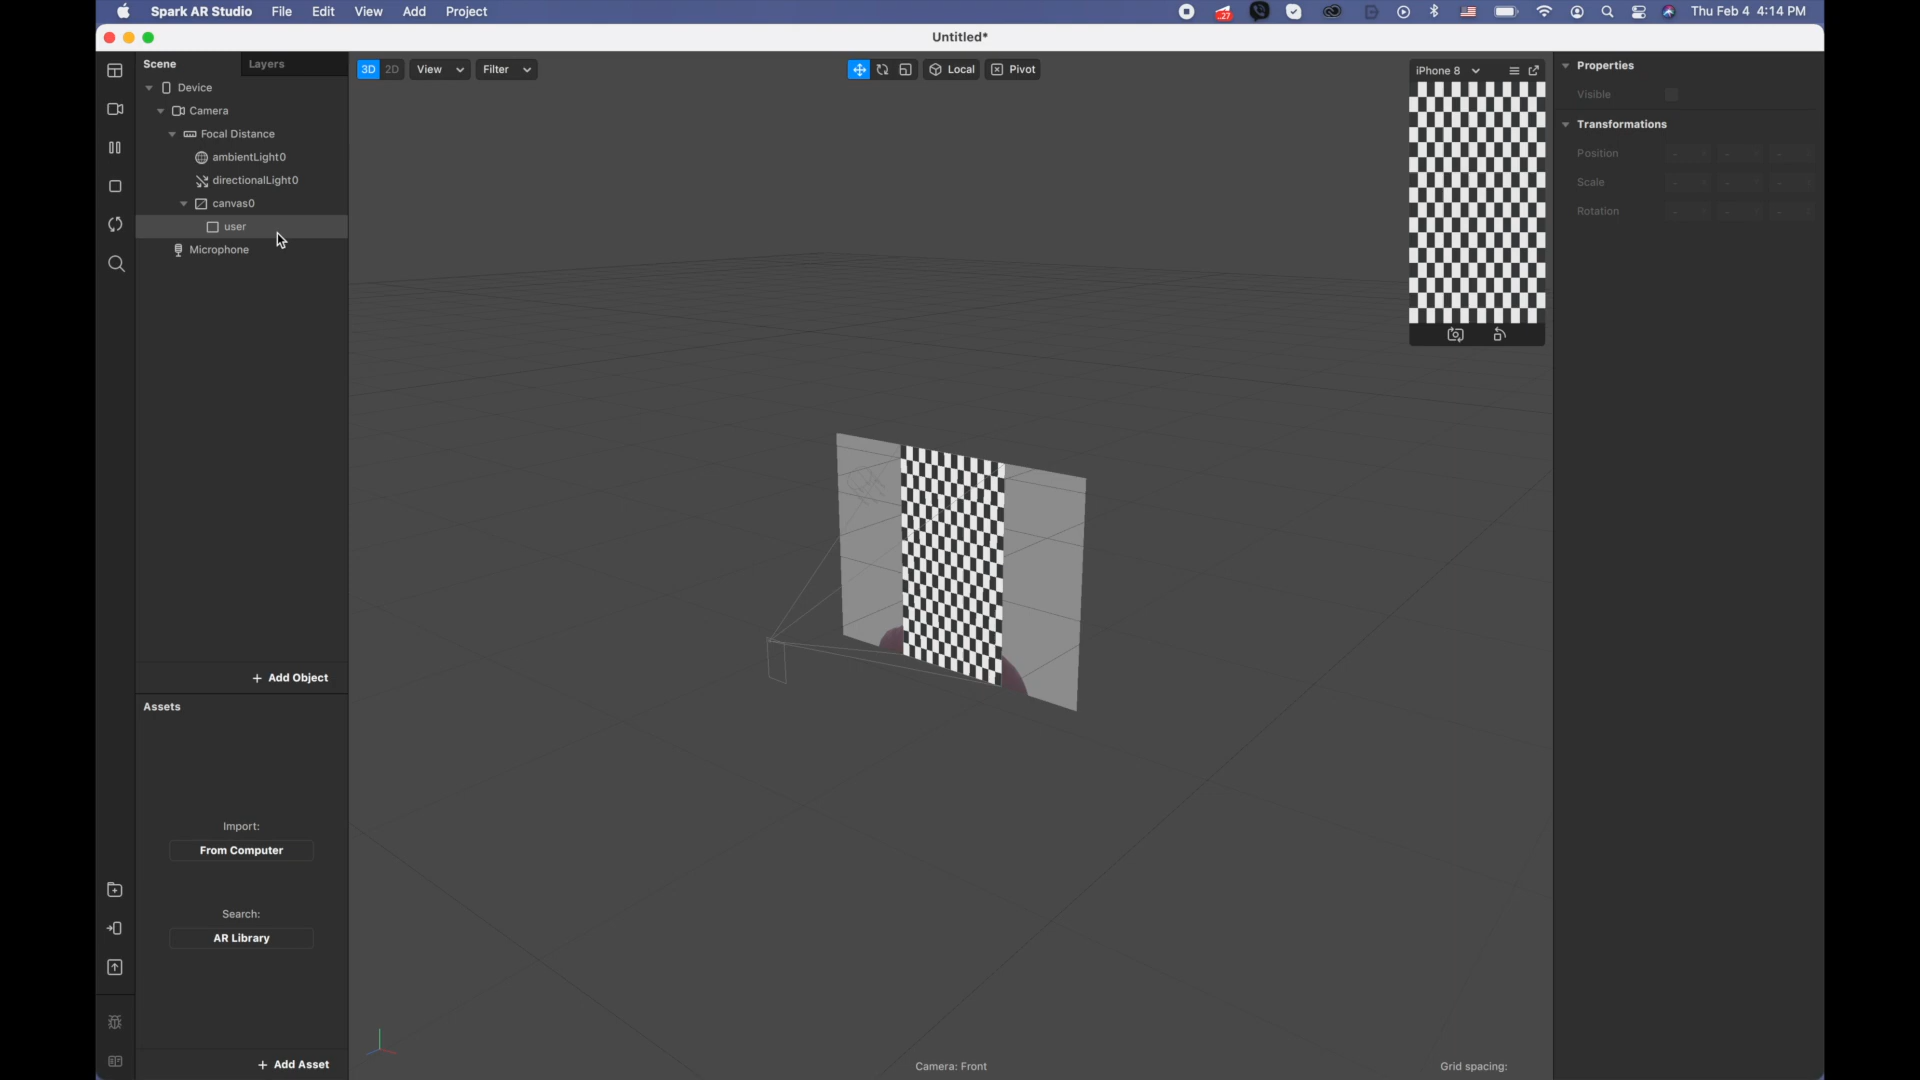 Spark AR Studio File Edit View Add Project
27
Thu Feb 4 4:14 PM
Untitled*
Scene
Layers
Device
Camera
Focal Distance
ambientLight0
directionalLight0
canvas0
user
Microphone
+ Add Object
Assets
Import:
From Computer
Search:
AR Library
+ Add Asset
3D 2D View Filter
Local Pivot
iPhone 8
Camera: Front
Grid spacing:
Properties
Visible
Transformations
Position - - -
Scale - - -
Rotation - - -